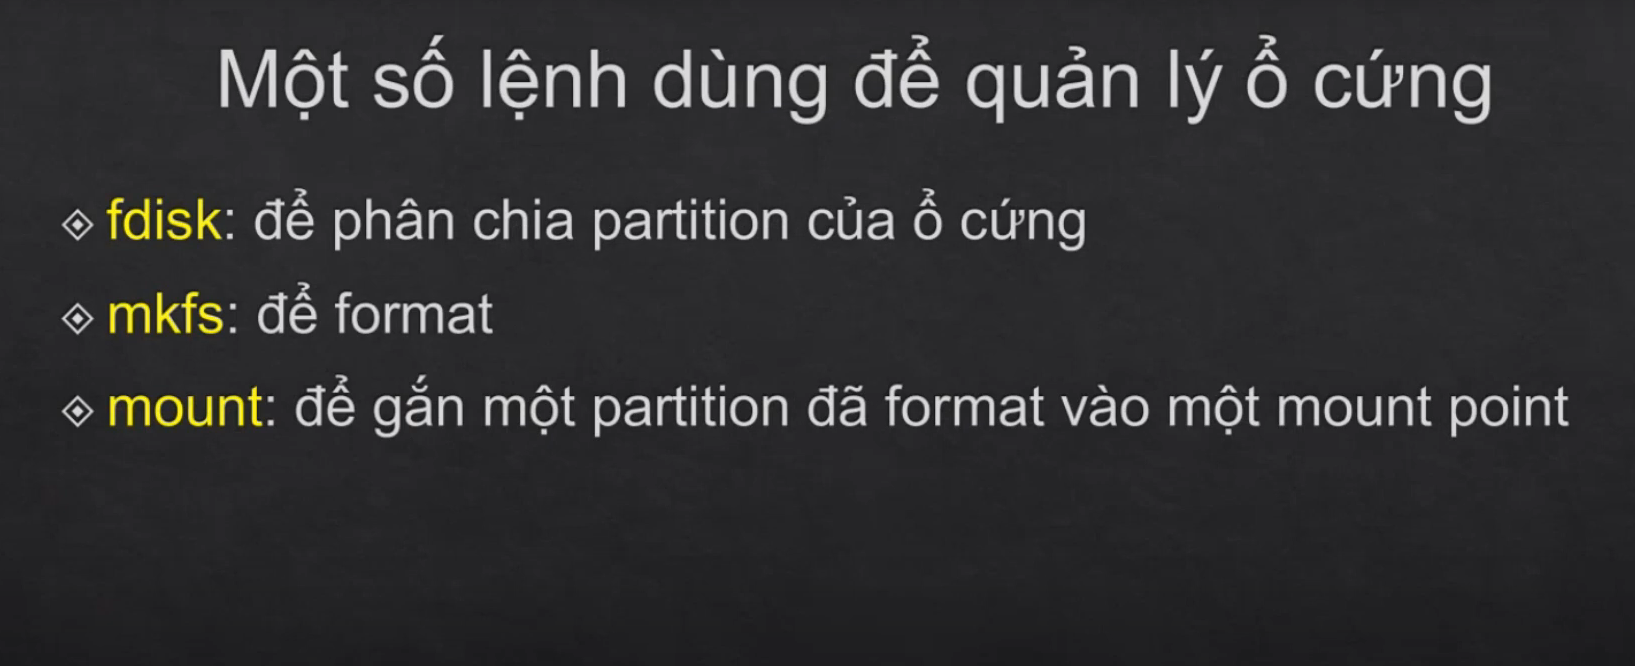 Một số lệnh dùng để quản lý ổ cứng
fdisk: để phân chia partition của ổ cứng
mkfs: để format
mount: để gắn một partition đã format vào một mount point